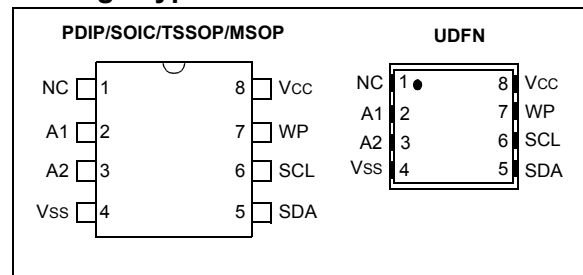 PDIP/SOIC/TSSOP/MSOP UDFN
NC 1 8 VCC NC 1 8 VCC
A1 2 7 WP A1 2 7 WP
A2 3 6 SCL A2 3 6 SCL
VSS 4 5 SDA VSS 4 5 SDA